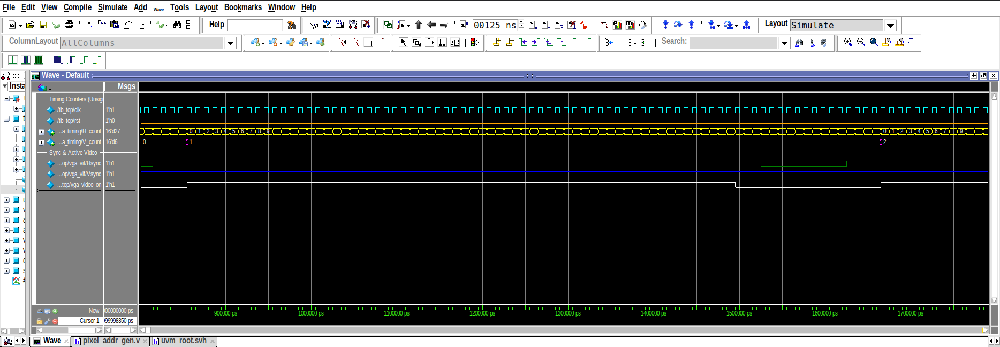 File Edit View Compile Simulate Add Wave Tools Layout Bookmarks Window Help
Help 00125 ns Layout Simulate
ColumnLayout AllColumns Search:
Wave - Default
Insta Msgs
Timing Counters (Unsig
/tb_top/clk 1'h1
/tb_top/rst 1'h0
...a_timing/H_count 16'd27 0 1 2 3 4 5 6 7 8 9 0 1 2 3 4 5 6 7 9
...a_timing/V_count 16'd6 0 1 2
Sync & Active Video
...op/vga_vif/Hsync 1'h1
...op/vga_vif/Vsync 1'h1
...top/vga_video_on 1'h1
Now 00000000 ps 900000 ps 1000000 ps 1100000 ps 1200000 ps 1300000 ps 1400000 ps 1500000 ps 1600000 ps 1700000 ps
Cursor 1 99998350 ps
Wave pixel_addr_gen.v uvm_root.svh